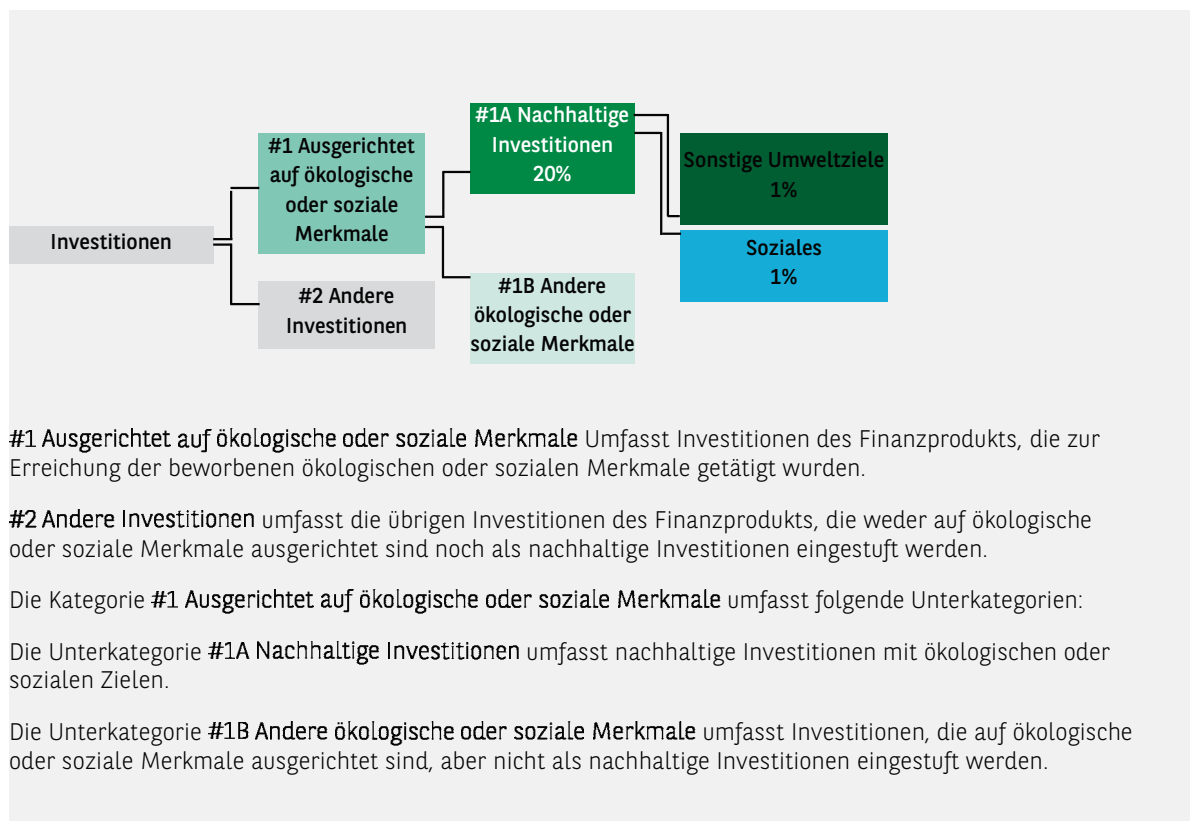 Investitionen
#1 Ausgerichtet
auf ökologische
oder soziale
Merkmale
#2 Andere
Investitionen
#1A Nachhaltige
Investitionen
20%
#1B Andere
ökologische oder
soziale Merkmale
Sonstige Umweltziele
1%
Soziales
1%
#1 Ausgerichtet auf ökologische oder soziale Merkmale Umfasst Investitionen des Finanzprodukts, die zur
Erreichung der beworbenen ökologischen oder sozialen Merkmale getätigt wurden.
#2 Andere Investitionen umfasst die übrigen Investitionen des Finanzprodukts, die weder auf ökologische
oder soziale Merkmale ausgerichtet sind noch als nachhaltige Investitionen eingestuft werden.
Die Kategorie #1 Ausgerichtet auf ökologische oder soziale Merkmale umfasst folgende Unterkategorien:
Die Unterkategorie #1A Nachhaltige Investitionen umfasst nachhaltige Investitionen mit ökologischen oder
sozialen Zielen.
Die Unterkategorie #1B Andere ökologische oder soziale Merkmale umfasst Investitionen, die auf ökologische
oder soziale Merkmale ausgerichtet sind, aber nicht als nachhaltige Investitionen eingestuft werden.